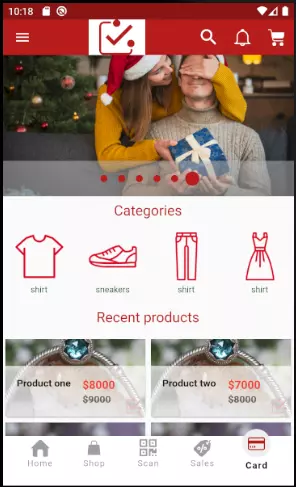 10:18
Categories
shirt sneakers shirt shirt
Recent products
Product one $8000 Product two $7000
$9000 $8000
Home Shop Scan Sales Card